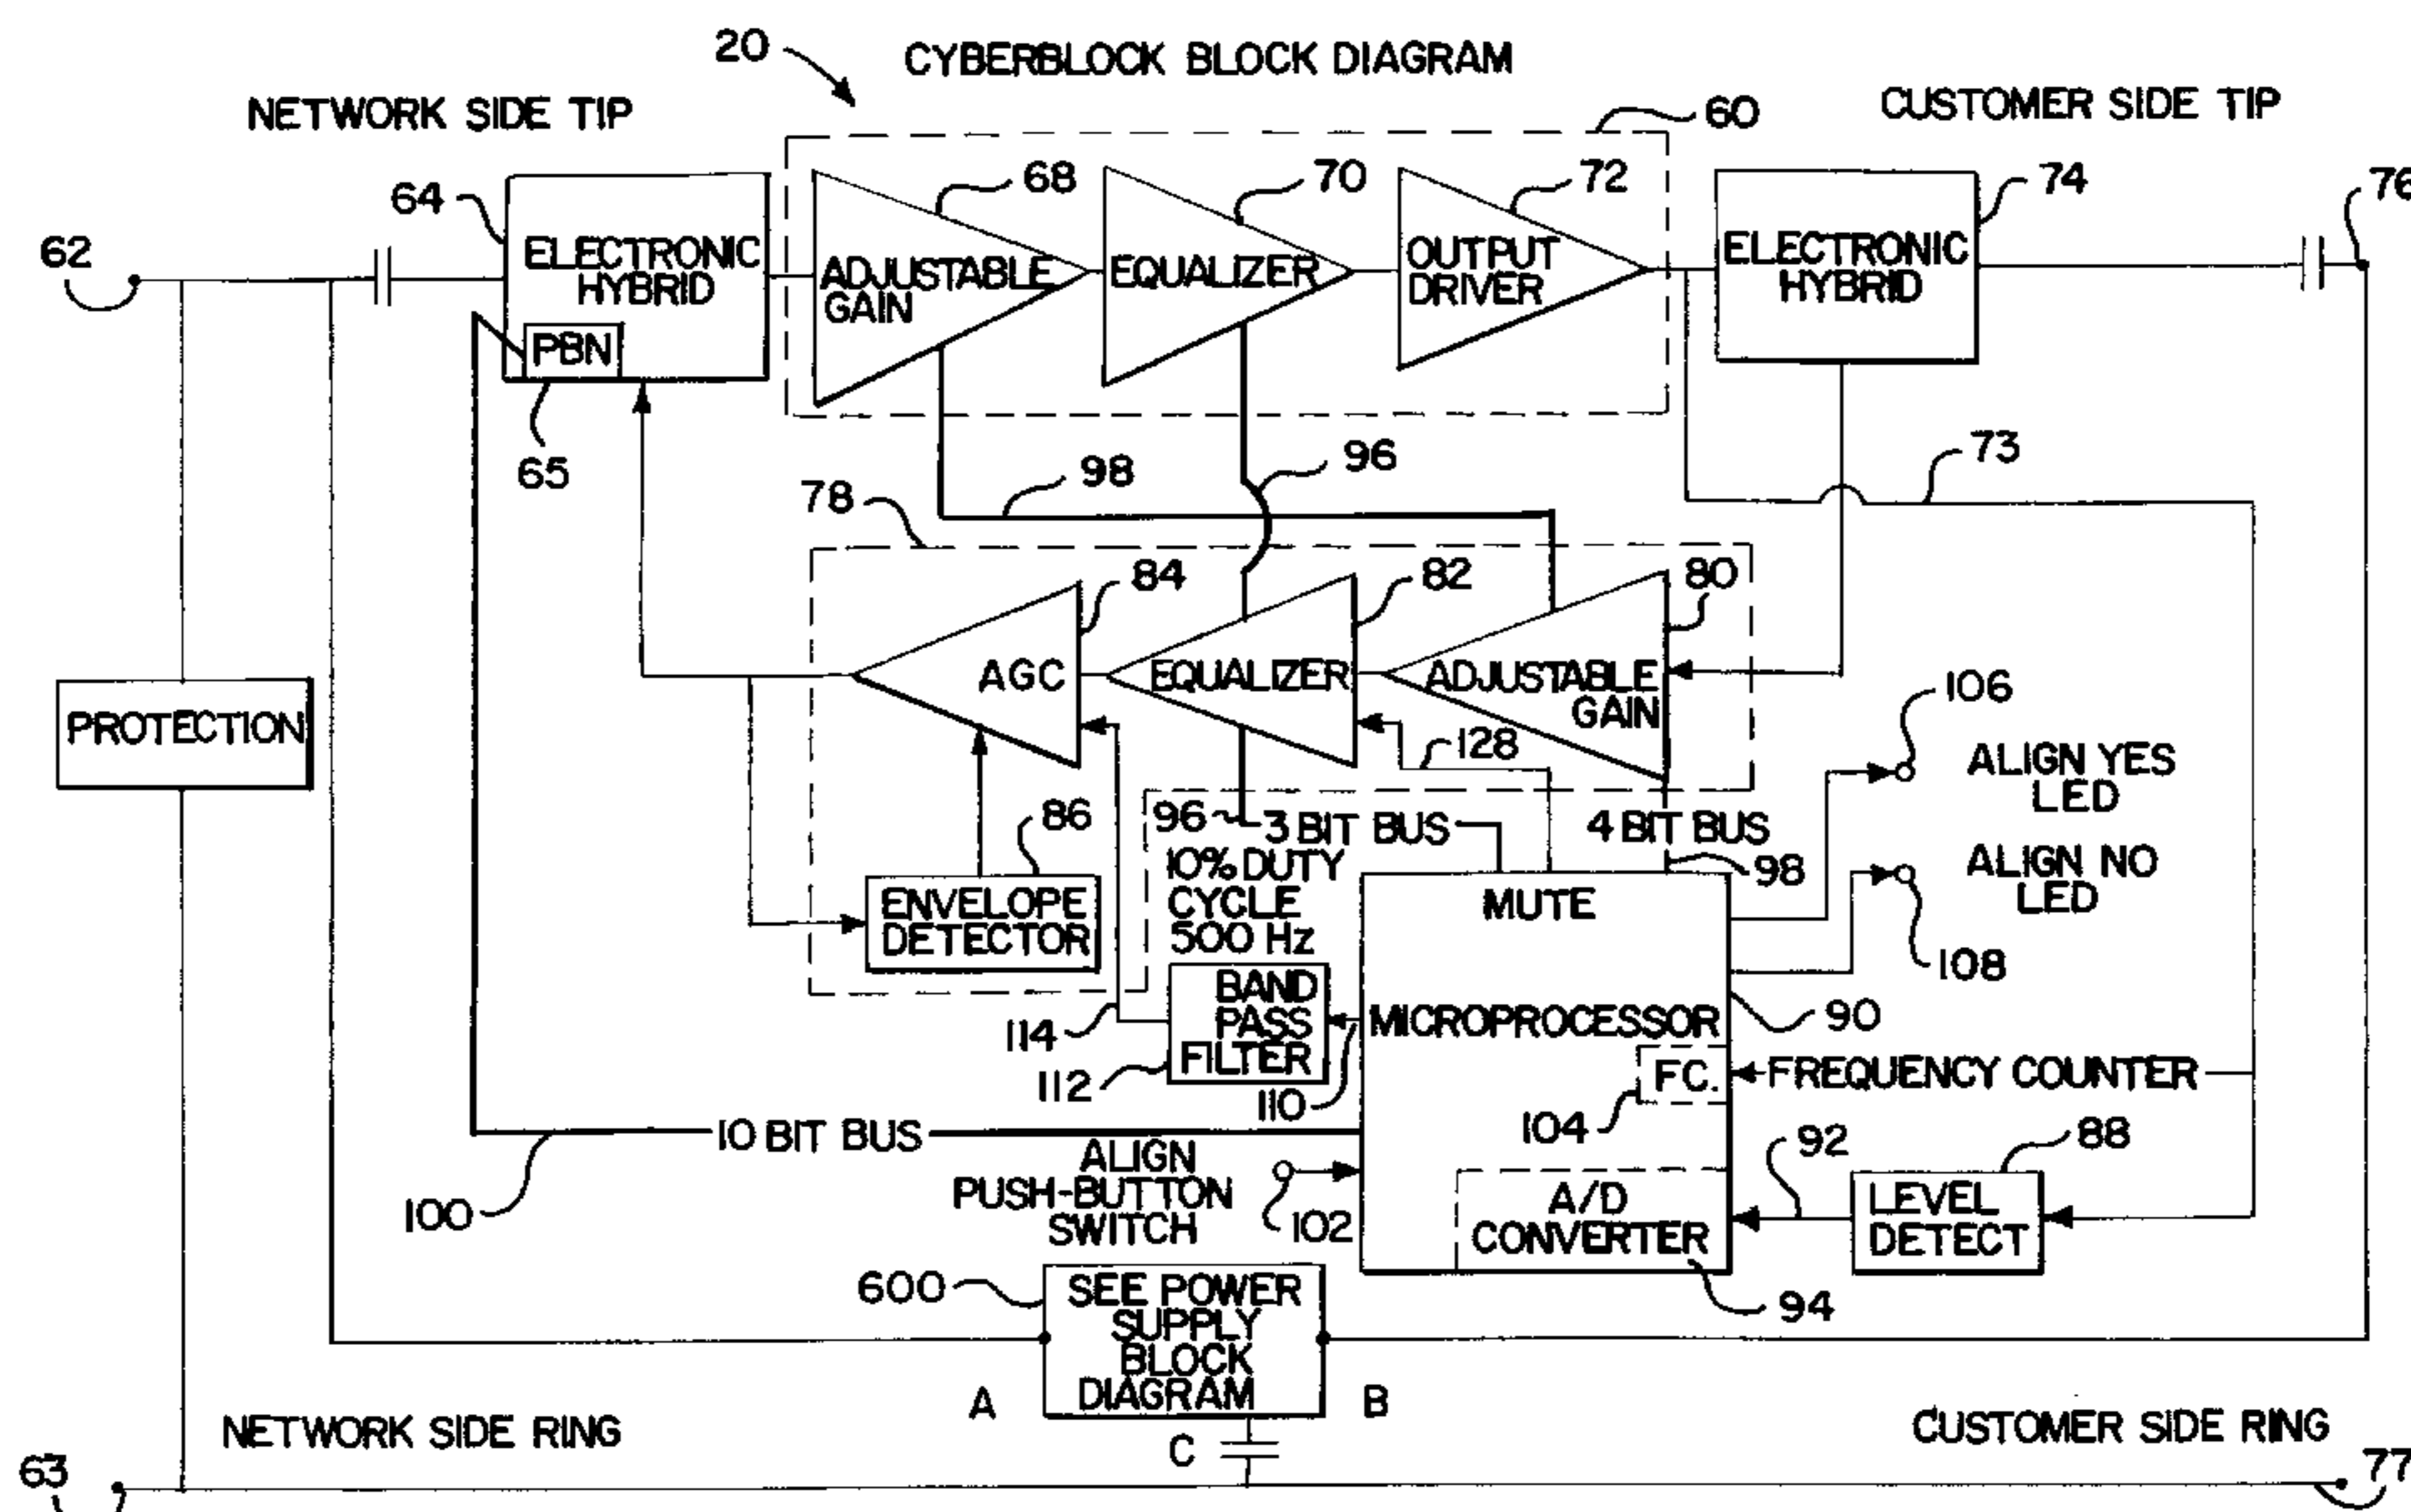 20
CYBERBLOCK BLOCK DIAGRAM
NETWORK SIDE TIP
CUSTOMER SIDE TIP
60
64
68
70
72
74
76
62
ELECTRONIC
HYBRID
PBN
65
ADJUSTABLE
GAIN
EQUALIZER
OUTPUT
DRIVER
ELECTRONIC
HYBRID
98
96
73
78
84
82
80
AGC
EQUALIZER
ADJUSTABLE
GAIN
PROTECTION
128
106
ALIGN YES
LED
86
96
3 BIT BUS
4 BIT BUS
98
ALIGN NO
LED
108
10% DUTY
CYCLE
500 Hz
ENVELOPE
DETECTOR
MUTE
BAND
PASS
FILTER
114
112
110
MICROPROCESSOR
90
F.C.
FREQUENCY COUNTER
104
10 BIT BUS
100
ALIGN
PUSH-BUTTON
SWITCH
102
92
88
A/D
CONVERTER
LEVEL
DETECT
94
600
SEE POWER
SUPPLY
BLOCK
DIAGRAM
A
B
C
NETWORK SIDE RING
CUSTOMER SIDE RING
63
77